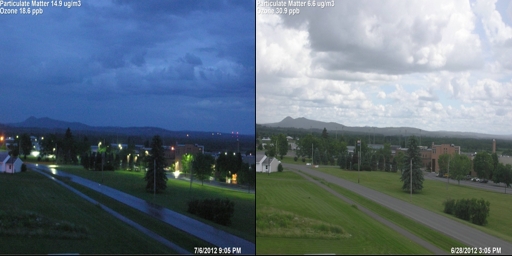 Particulate Matter 14.9 ug/m3
Ozone 18.6 ppb
7/6/2012 9:05 PM
Particulate Matter 6.6 ug/m3
Ozone 30.9 ppb
6/28/2012 3:05 PM